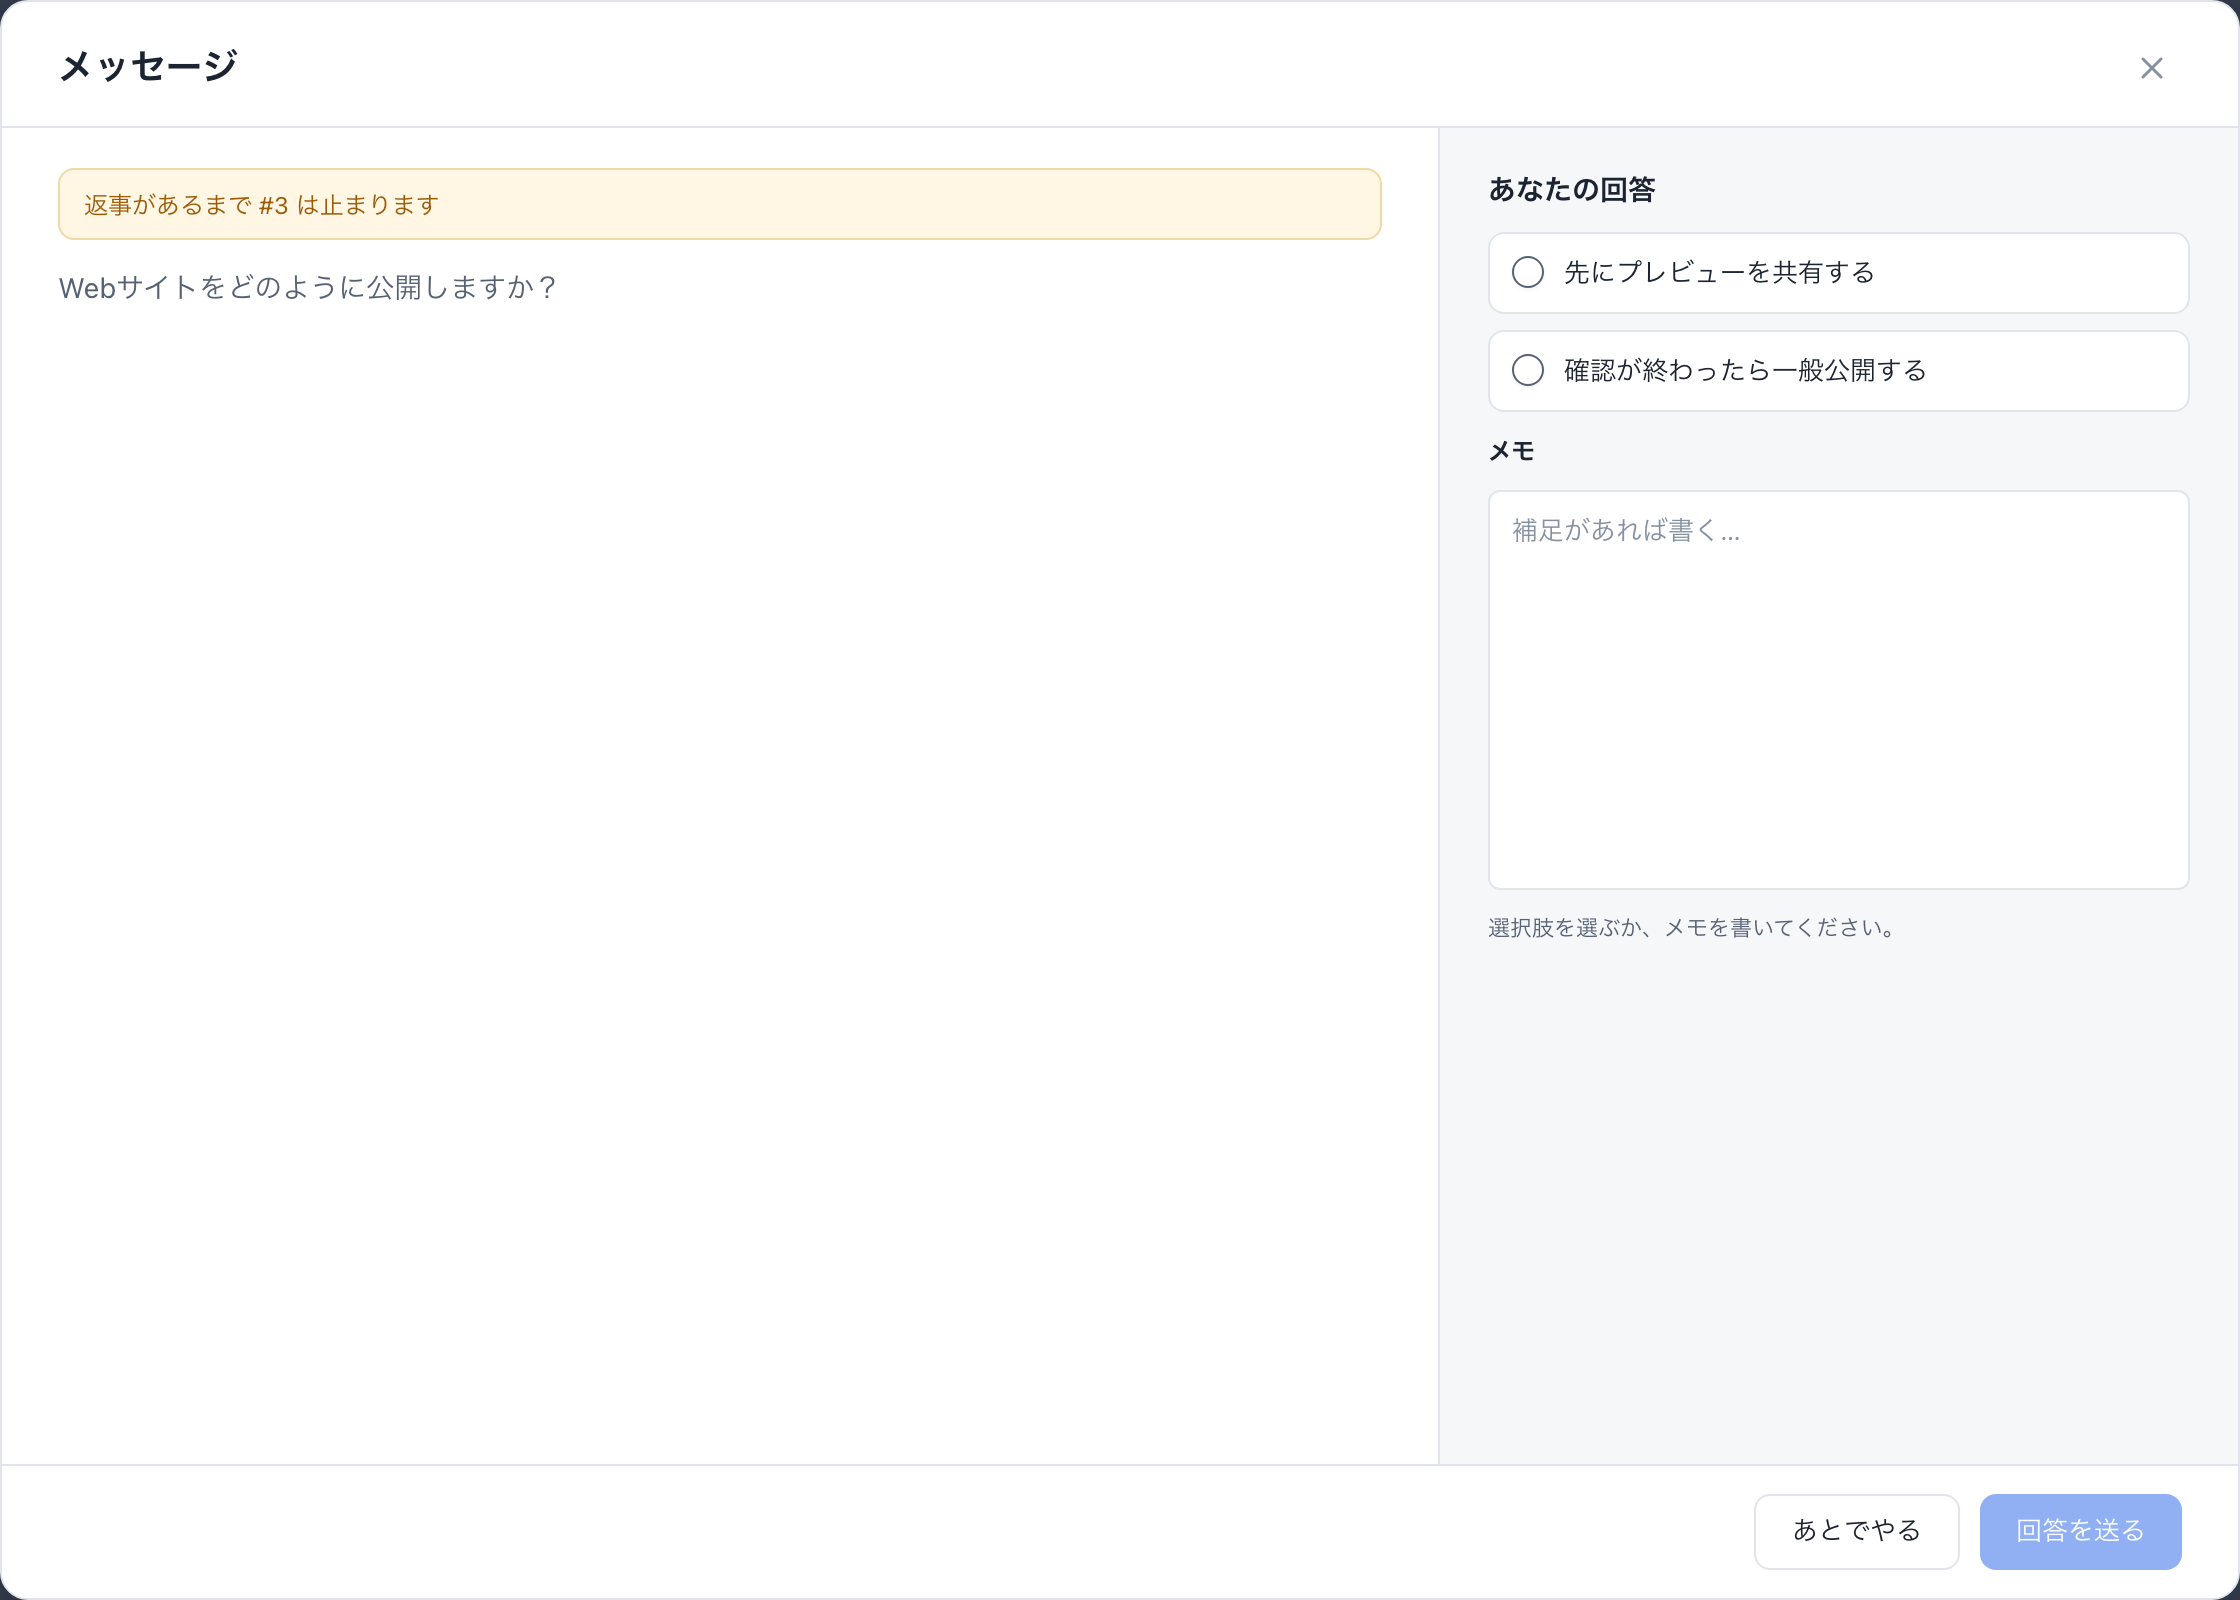 メッセージ
返事があるまで #3 は止まります
Webサイトをどのように公開しますか？
あなたの回答
先にプレビューを共有する
確認が終わったら一般公開する
メモ
補足があれば書く...
選択肢を選ぶか、メモを書いてください。
あとでやる
回答を送る